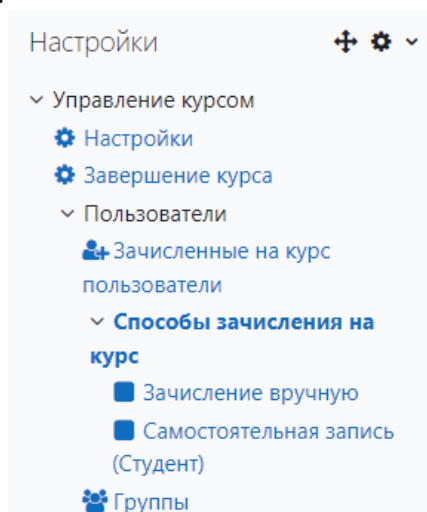 Настройки
Управление курсом
Настройки
Завершение курса
Пользователи
Зачисленные на курс
пользователи
Способы зачисления на
курс
Зачисление вручную
Самостоятельная запись
(Студент)
Группы